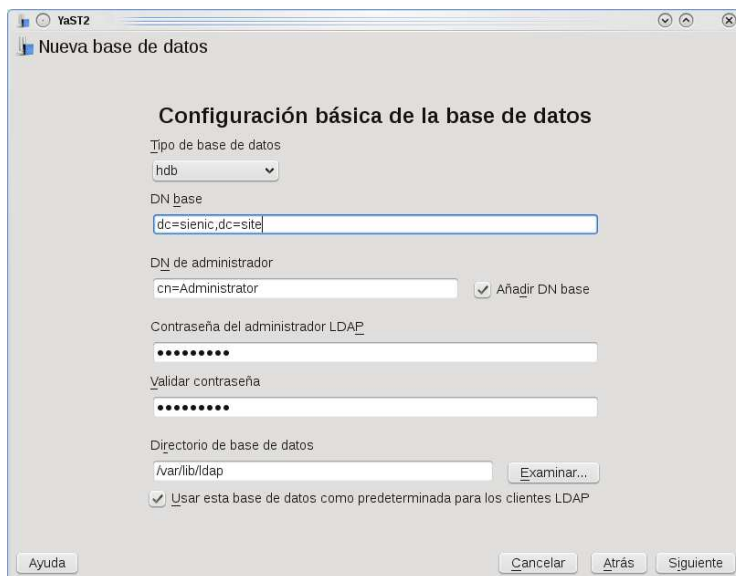 YaST2
Nueva base de datos
Configuración básica de la base de datos
Tipo de base de datos
hdb
DN base
dc=sienic,dc=site
DN de administrador
cn=Administrator
Añadir DN base
Contraseña del administrador LDAP
•••••••••
Validar contraseña
•••••••••
Directorio de base de datos
/var/lib/ldap
Examinar...
Usar esta base de datos como predeterminada para los clientes LDAP
Ayuda
Cancelar
Atrás
Siguiente